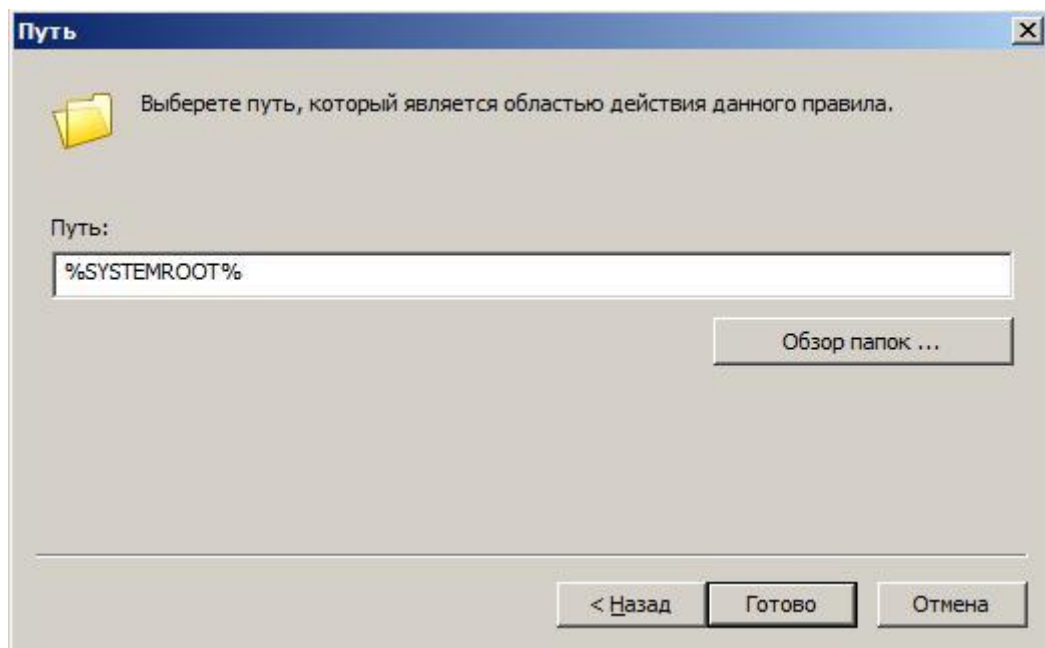 Путь
Выберете путь, который является областью действия данного правила.
Путь:
%SYSTEMROOT%
Обзор папок ...
< Назад
Готово
Отмена